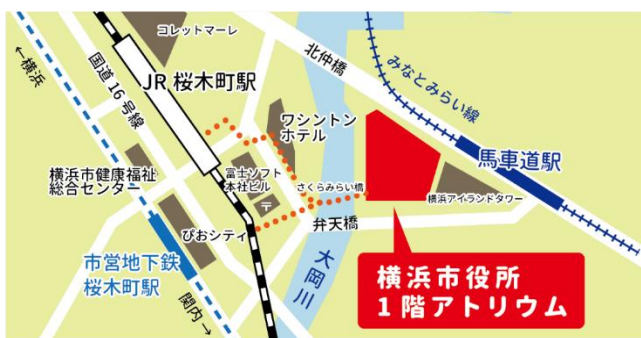 コレットマーレ
←横浜
国道16号線
JR 桜木町駅
北仲橋
みなとみらい線
ワシントン
ホテル
馬車道駅
横浜市健康福祉
総合センター
富士ソフト
本社ビル
〒
さくらみらい橋
横浜アイランドタワー
ぴおシティ
弁天橋
市営地下鉄
桜木町駅
大岡川
関内→
横浜市役所
1階アトリウム